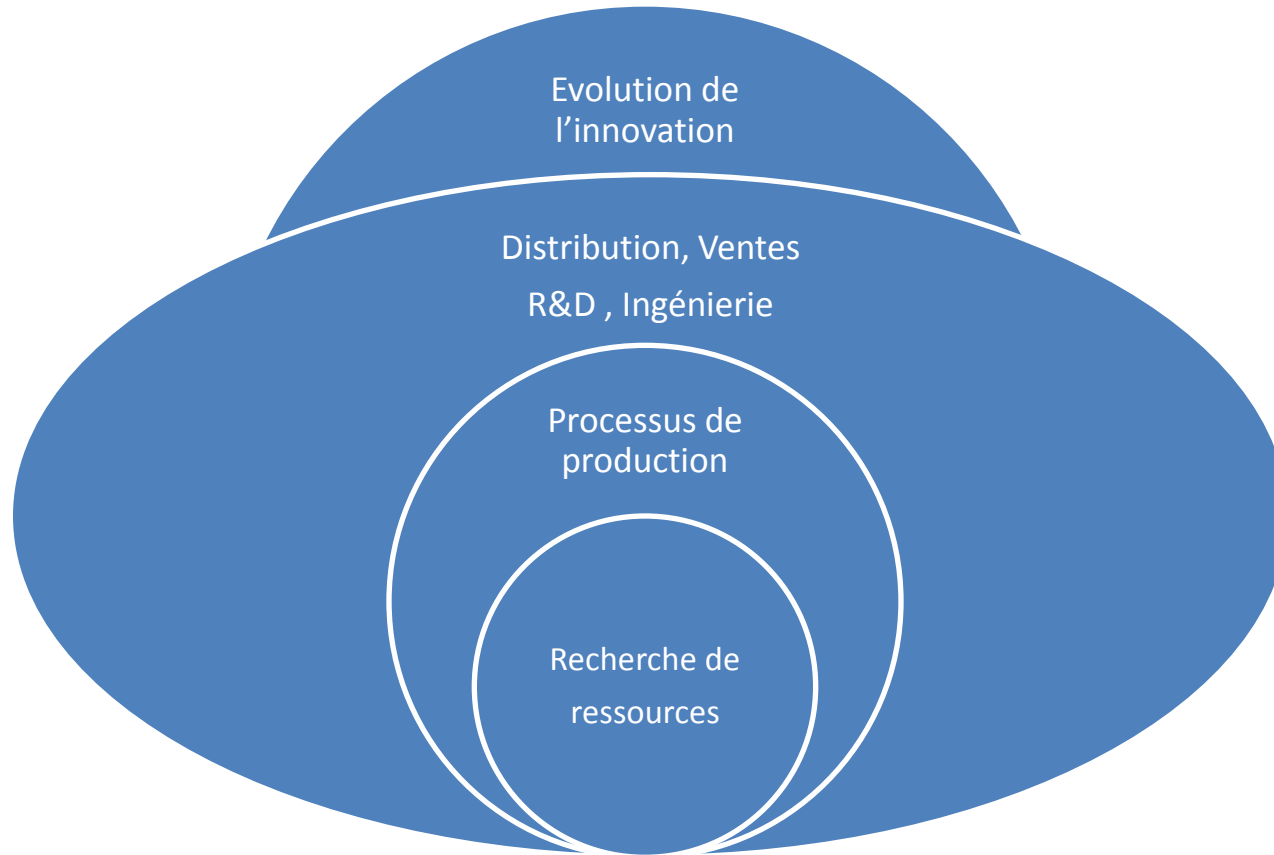 Evolution de
l’innovation
Distribution, Ventes
R&D , Ingénierie
Processus de
production
Recherche de
ressources